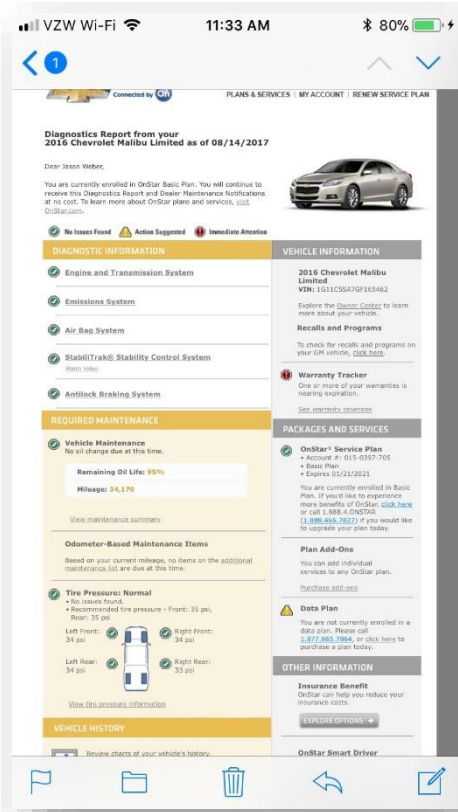 VZW Wi-Fi 11:33 AM 80%
1
Connected by On
PLANS & SERVICES | MY ACCOUNT | RENEW SERVICE PLAN
Diagnostics Report from your
2016 Chevrolet Malibu Limited as of 08/14/2017
Dear Jason Weber,
You are currently enrolled in OnStar Basic Plan. You will continue to
receive this Diagnostics Report and Dealer Maintenance Notifications
at no cost. To learn more about OnStar plans and services, visit
OnStar.com.
No Issues Found Action Suggested Immediate Attention
DIAGNOSTIC INFORMATION
Engine and Transmission System
Emissions System
Air Bag System
StabiliTrak® Stability Control System
Watch Video
Antilock Braking System
REQUIRED MAINTENANCE
Vehicle Maintenance
No oil change due at this time.
Remaining Oil Life: 95%
Mileage: 34,170
View maintenance summary
Odometer-Based Maintenance Items
Based on your current mileage, no items on the additional
maintenance list are due at this time.
Tire Pressure: Normal
• No issues found.
• Recommended tire pressure - Front: 35 psi,
Rear: 35 psi
Left Front:
34 psi
Right Front:
34 psi
Left Rear:
34 psi
Right Rear:
33 psi
View tire pressure information
VEHICLE HISTORY
Review charts of your vehicle's history.
VEHICLE INFORMATION
2016 Chevrolet Malibu
Limited
VIN: 1G11C5SA7GF165462
Explore the Owner Center to learn
more about your vehicle.
Recalls and Programs
To check for recalls and programs on
your GM vehicle, click here.
Warranty Tracker
One or more of your warranties is
nearing expiration.
See warranty coverage
PACKAGES AND SERVICES
OnStar¹ Service Plan
• Account #: 015-0397-705
• Basic Plan
• Expires 01/21/2021
You are currently enrolled in Basic
Plan. If you'd like to experience
more benefits of OnStar, click here
or call 1.888.4.ONSTAR
(1.888.466.7827) if you would like
to upgrade your plan today.
Plan Add-Ons
You can add individual
services to any OnStar plan.
Purchase add-ons
Data Plan
You are not currently enrolled in a
data plan. Please call
1.877.865.7864, or click here to
purchase a plan today.
OTHER INFORMATION
Insurance Benefit
OnStar can help you reduce your
insurance costs.
EXPLORE OPTIONS
OnStar Smart Driver